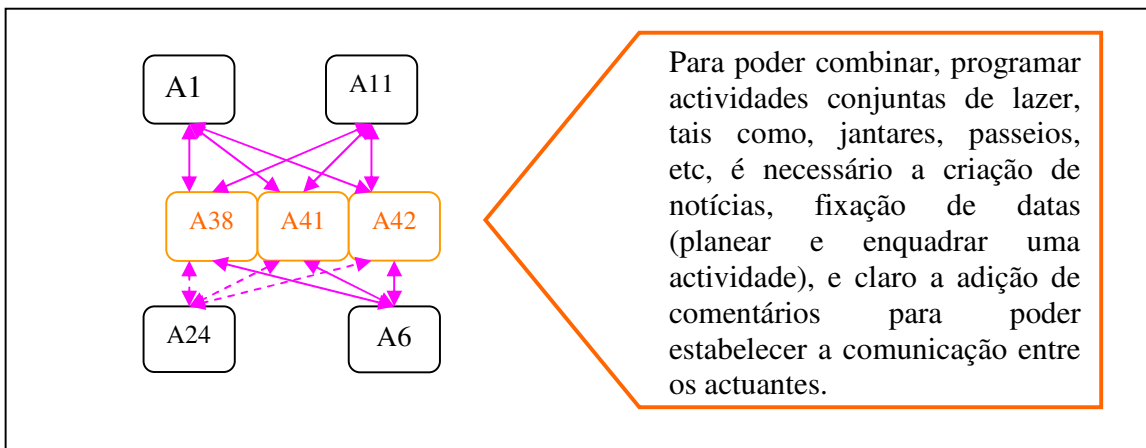 A1
A11
A38
A41
A42
A24
A6
Para poder combinar, programar
actividades conjuntas de lazer,
tais como, jantares, passeios,
etc, é necessário a criação de
notícias, fixação de datas
(planear e enquadrar uma
actividade), e claro a adição de
comentários para poder
estabelecer a comunicação entre
os actuantes.